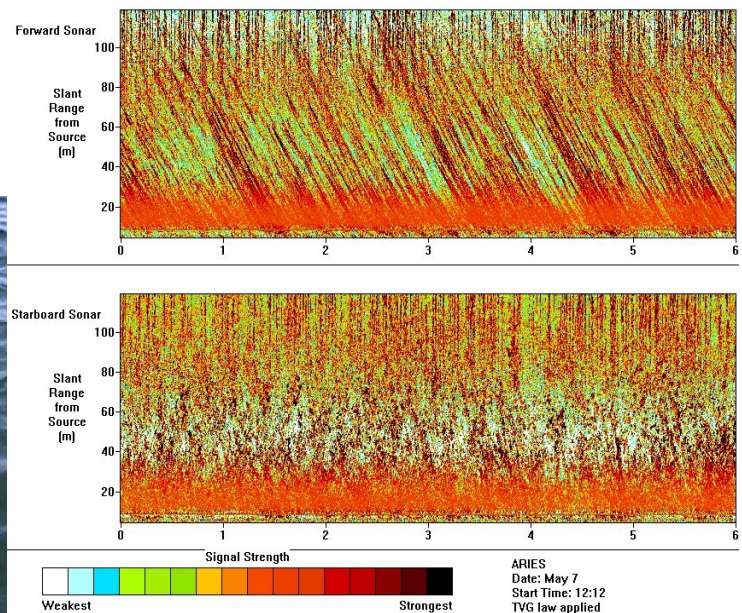 Forward Sonar
Slant
Range
from
Source
(m)
100
80
60
40
20
0 1 2 3 4 5 6
Starboard Sonar
Slant
Range
from
Source
(m)
100
80
60
40
20
0 1 2 3 4 5 6
Signal Strength
Weakest Strongest
ARIES
Date: May 7
Start Time: 12:12
TVG law applied